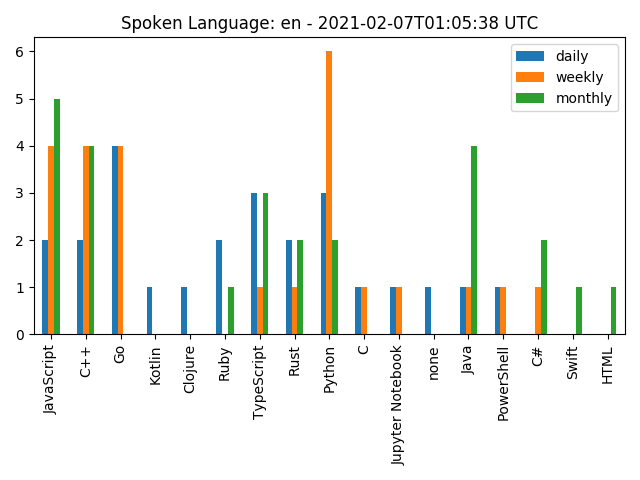 Spoken Language: en - 2021-02-07T01:05:38 UTC
daily
weekly
monthly
6
5
4
3
2
1
0
JavaScript
C++
Go
Kotlin
Clojure
Ruby
TypeScript
Rust
Python
C
Jupyter Notebook
none
Java
PowerShell
C#
Swift
HTML